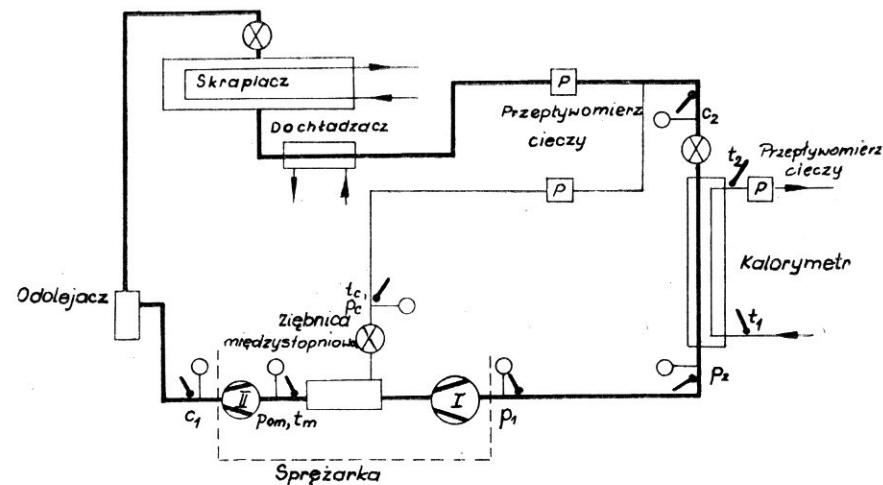 Skraplacz
Dochładzacz
P
Przepływomierz
cieczy
c2
t2
Przepływomierz
cieczy
P
P
Kalorymetr
Odolejacz
tc,
pc
Ziębnica
międzystopniowa
t1
p2
II
I
c1
pom, tm
p1
Sprężarka